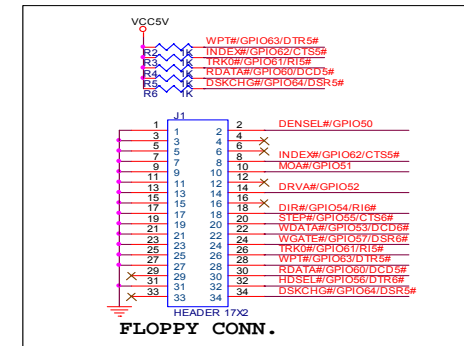 VCC5V
WPT#/GPIO63/DTR5#
R2 1K INDEX#/GPIO62/CTS5#
R3 1K TRK0#/GPIO61/RI5#
R4 1K RDATA#/GPIO60/DCD5#
R5 1K DSKCHG#/GPIO64/DSR5#
R6 1K
J1
1 1 2 2 DENSEL#/GPIO50
3 3 4 4
5 5 6 6
7 7 8 8 INDEX#/GPIO62/CTS5#
9 9 10 10 MOA#/GPIO51
11 11 12 12
13 13 14 14 DRVA#/GPIO52
15 15 16 16
17 17 18 18 DIR#/GPIO54/RI6#
19 19 20 20 STEP#/GPIO55/CTS6#
21 21 22 22 WDATA#/GPIO53/DCD6#
23 23 24 24 WGATE#/GPIO57/DSR6#
25 25 26 26 TRK0#/GPIO61/RI5#
27 27 28 28 WPT#/GPIO63/DTR5#
29 29 30 30 RDATA#/GPIO60/DCD5#
31 31 32 32 HDSEL#/GPIO56/DTR6#
33 33 34 34 DSKCHG#/GPIO64/DSR5#
HEADER 17X2
FLOPPY CONN.